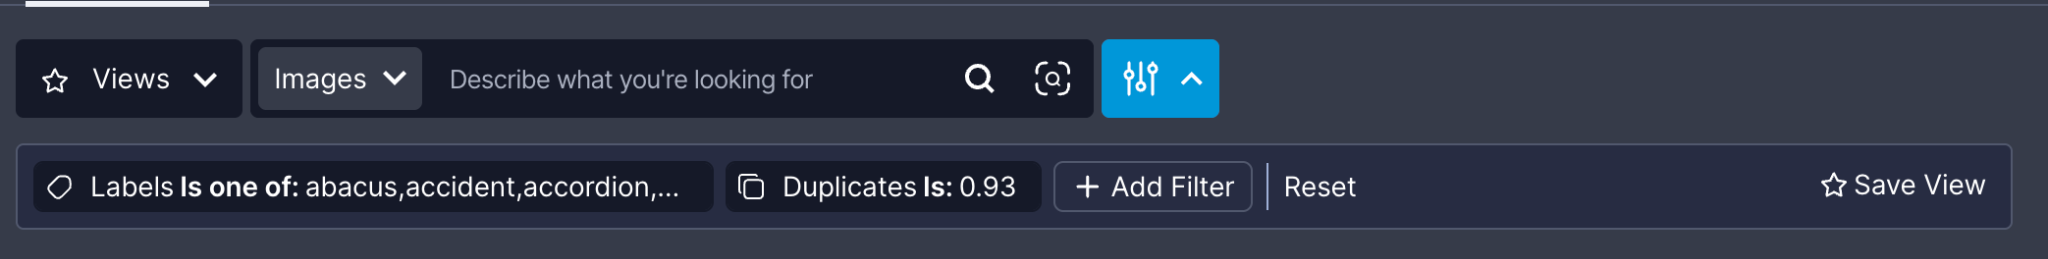 Views Images Describe what you're looking for
Labels Is one of: abacus,accident,accordion,... Duplicates Is: 0.93 Add Filter Reset Save View